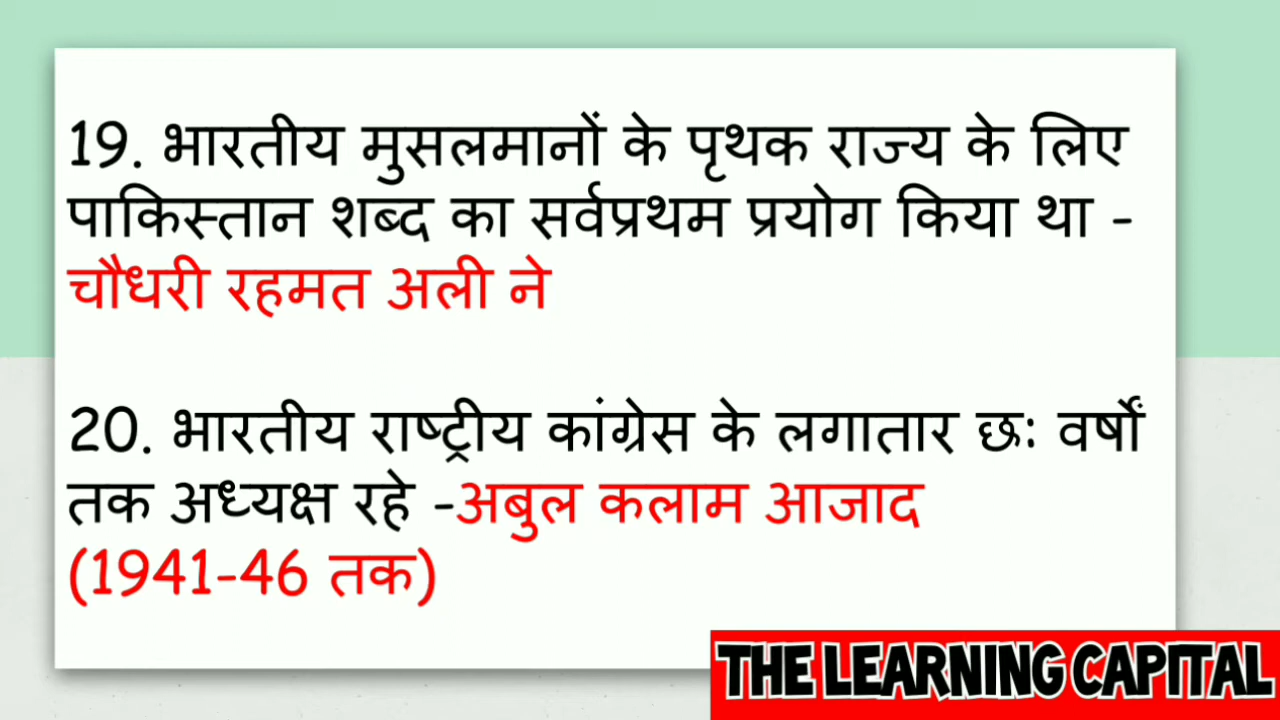 19. भारतीय मुसलमानों के पृथक राज्य के लिए
पाकिस्तान शब्द का सर्वप्रथम प्रयोग किया था -
चौधरी रहमत अली ने
20. भारतीय राष्ट्रीय कांग्रेस के लगातार छः वर्षों
तक अध्यक्ष रहे -अबुल कलाम आजाद
(1941-46 तक)
THE LEARNING CAPITAL